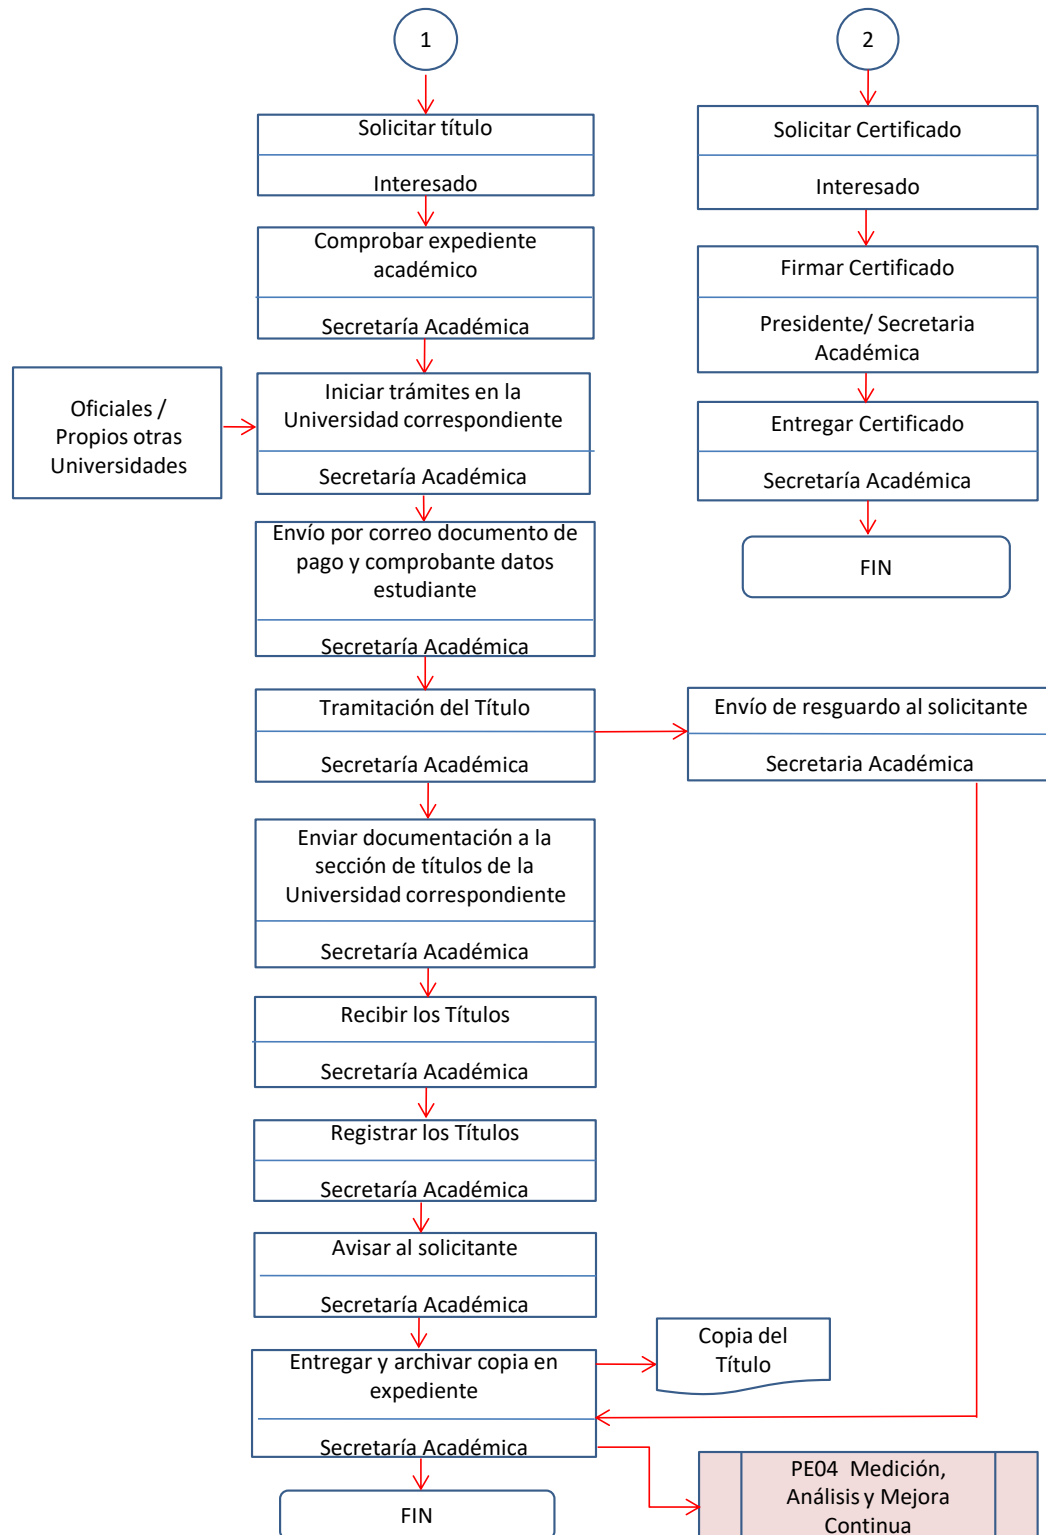 1
Solicitar título
Interesado
Comprobar expediente
académico
Secretaría Académica
Oficiales /
Propios otras
Universidades
Iniciar trámites en la
Universidad correspondiente
Secretaría Académica
Envío por correo documento de
pago y comprobante datos
estudiante
Secretaría Académica
Tramitación del Título
Secretaría Académica
Envío de resguardo al solicitante
Secretaria Académica
Enviar documentación a la
sección de títulos de la
Universidad correspondiente
Secretaría Académica
Recibir los Títulos
Secretaría Académica
Registrar los Títulos
Secretaría Académica
Avisar al solicitante
Secretaría Académica
Entregar y archivar copia en
expediente
Secretaría Académica
Copia del
Título
FIN
PE04 Medición,
Análisis y Mejora
Continua
2
Solicitar Certificado
Interesado
Firmar Certificado
Presidente/ Secretaria
Académica
Entregar Certificado
Secretaría Académica
FIN